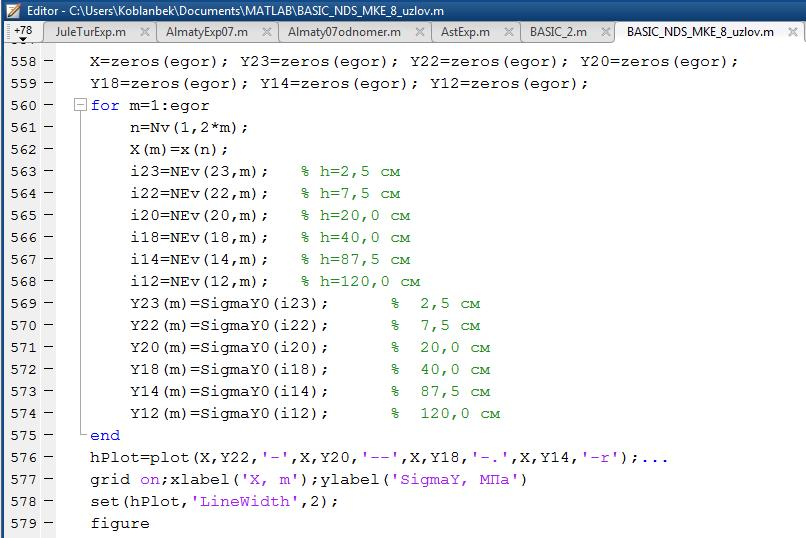 Editor - C:\Users\Koblanbek\Documents\MATLAB\BASIC_NDS_MKE_8_uzlov.m
+78 JuleTurExp.m AlmatyExp07.m Almaty07odnomer.m AstExp.m BASIC_2.m BASIC_NDS_MKE_8_uzlov.m
558 X=zeros(egor); Y23=zeros(egor); Y22=zeros(egor); Y20=zeros(egor);
559 Y18=zeros(egor); Y14=zeros(egor); Y12=zeros(egor);
560 for m=1:egor
561 n=Nv(1,2*m);
562 X(m)=x(n);
563 i23=NEv(23,m); % h=2,5 см
564 i22=NEv(22,m); % h=7,5 см
565 i20=NEv(20,m); % h=20,0 см
566 i18=NEv(18,m); % h=40,0 см
567 i14=NEv(14,m); % h=87,5 см
568 i12=NEv(12,m); % h=120,0 см
569 Y23(m)=SigmaY0(i23); % 2,5 см
570 Y22(m)=SigmaY0(i22); % 7,5 см
571 Y20(m)=SigmaY0(i20); % 20,0 см
572 Y18(m)=SigmaY0(i18); % 40,0 см
573 Y14(m)=SigmaY0(i14); % 87,5 см
574 Y12(m)=SigmaY0(i12); % 120,0 см
575 end
576 hPlot=plot(X,Y22,'-',X,Y20,'--',X,Y18,'-.',X,Y14,'-r');...
577 grid on;xlabel('X, m');ylabel('SigmaY, МПа')
578 set(hPlot,'LineWidth',2);
579 figure